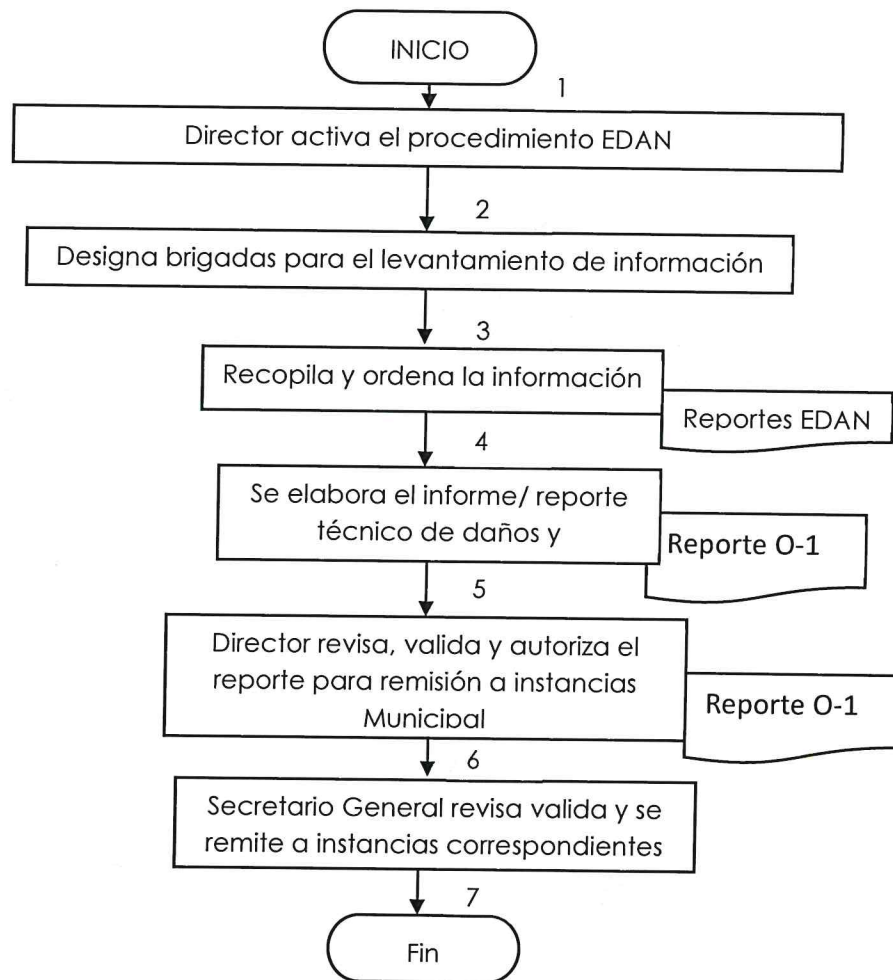 INICIO
1
Director activa el procedimiento EDAN
2
Designa brigadas para el levantamiento de información
3
Recopila y ordena la información
Reportes EDAN
4
Se elabora el informe/ reporte
técnico de daños y
Reporte O-1
5
Director revisa, valida y autoriza el
reporte para remisión a instancias
Municipal
Reporte O-1
6
Secretario General revisa valida y se
remite a instancias correspondientes
7
Fin